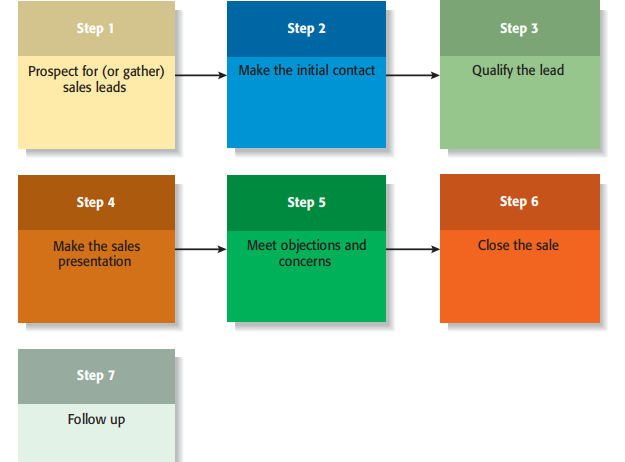 Step 1
Prospect for (or gather)
sales leads
Step 2
Make the initial contact
Step 3
Qualify the lead
Step 4
Make the sales
presentation
Step 5
Meet objections and
concerns
Step 6
Close the sale
Step 7
Follow up